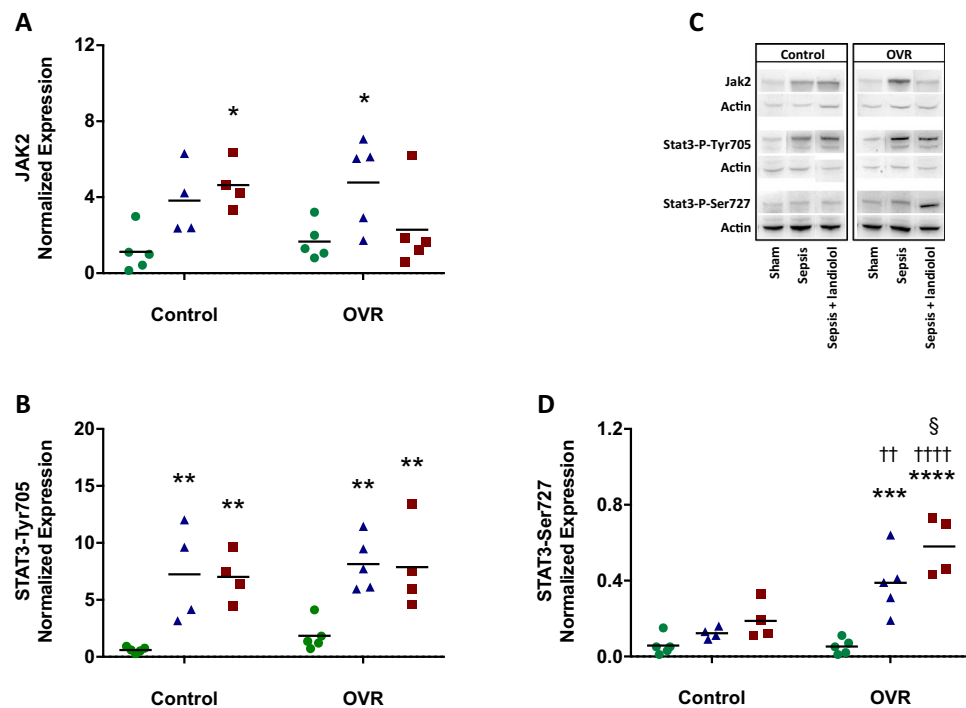 A
JAK2
Normalized Expression
12
8
4
0
*
*
Control
OVR
C
Control
OVR
Jak2
Actin
Stat3-P-Tyr705
Actin
Stat3-P-Ser727
Actin
Sham
Sepsis
Sepsis + landiolol
Sham
Sepsis
Sepsis + landiolol
B
STAT3-Tyr705
Normalized Expression
20
15
10
5
0
**
**
**
**
Control
OVR
D
STAT3-Ser727
Normalized Expression
1.2
0.8
0.4
0.0
§
†† ††††
*** ****
Control
OVR